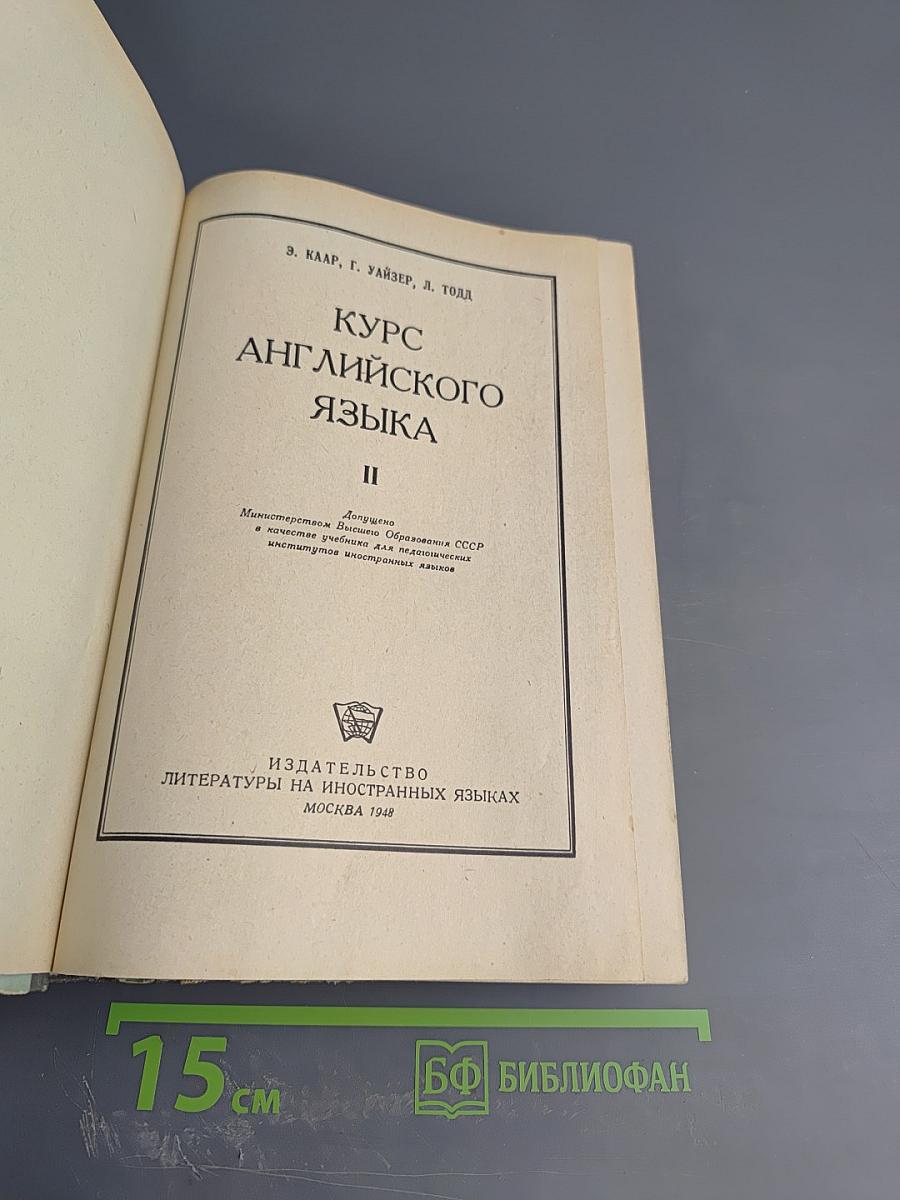 Э. КААР, Г. УАЙЗЕР, Л. ТОДД
КУРС
АНГЛИЙСКОГО
ЯЗЫКА
II
Допущено
Министерством Высшего Образования СССР
в качестве учебника для педагогических
институтов иностранных языков
ИЗДАТЕЛЬСТВО
ЛИТЕРАТУРЫ НА ИНОСТРАННЫХ ЯЗЫКАХ
МОСКВА 1948
15 см
БФ БИБЛИОФАН